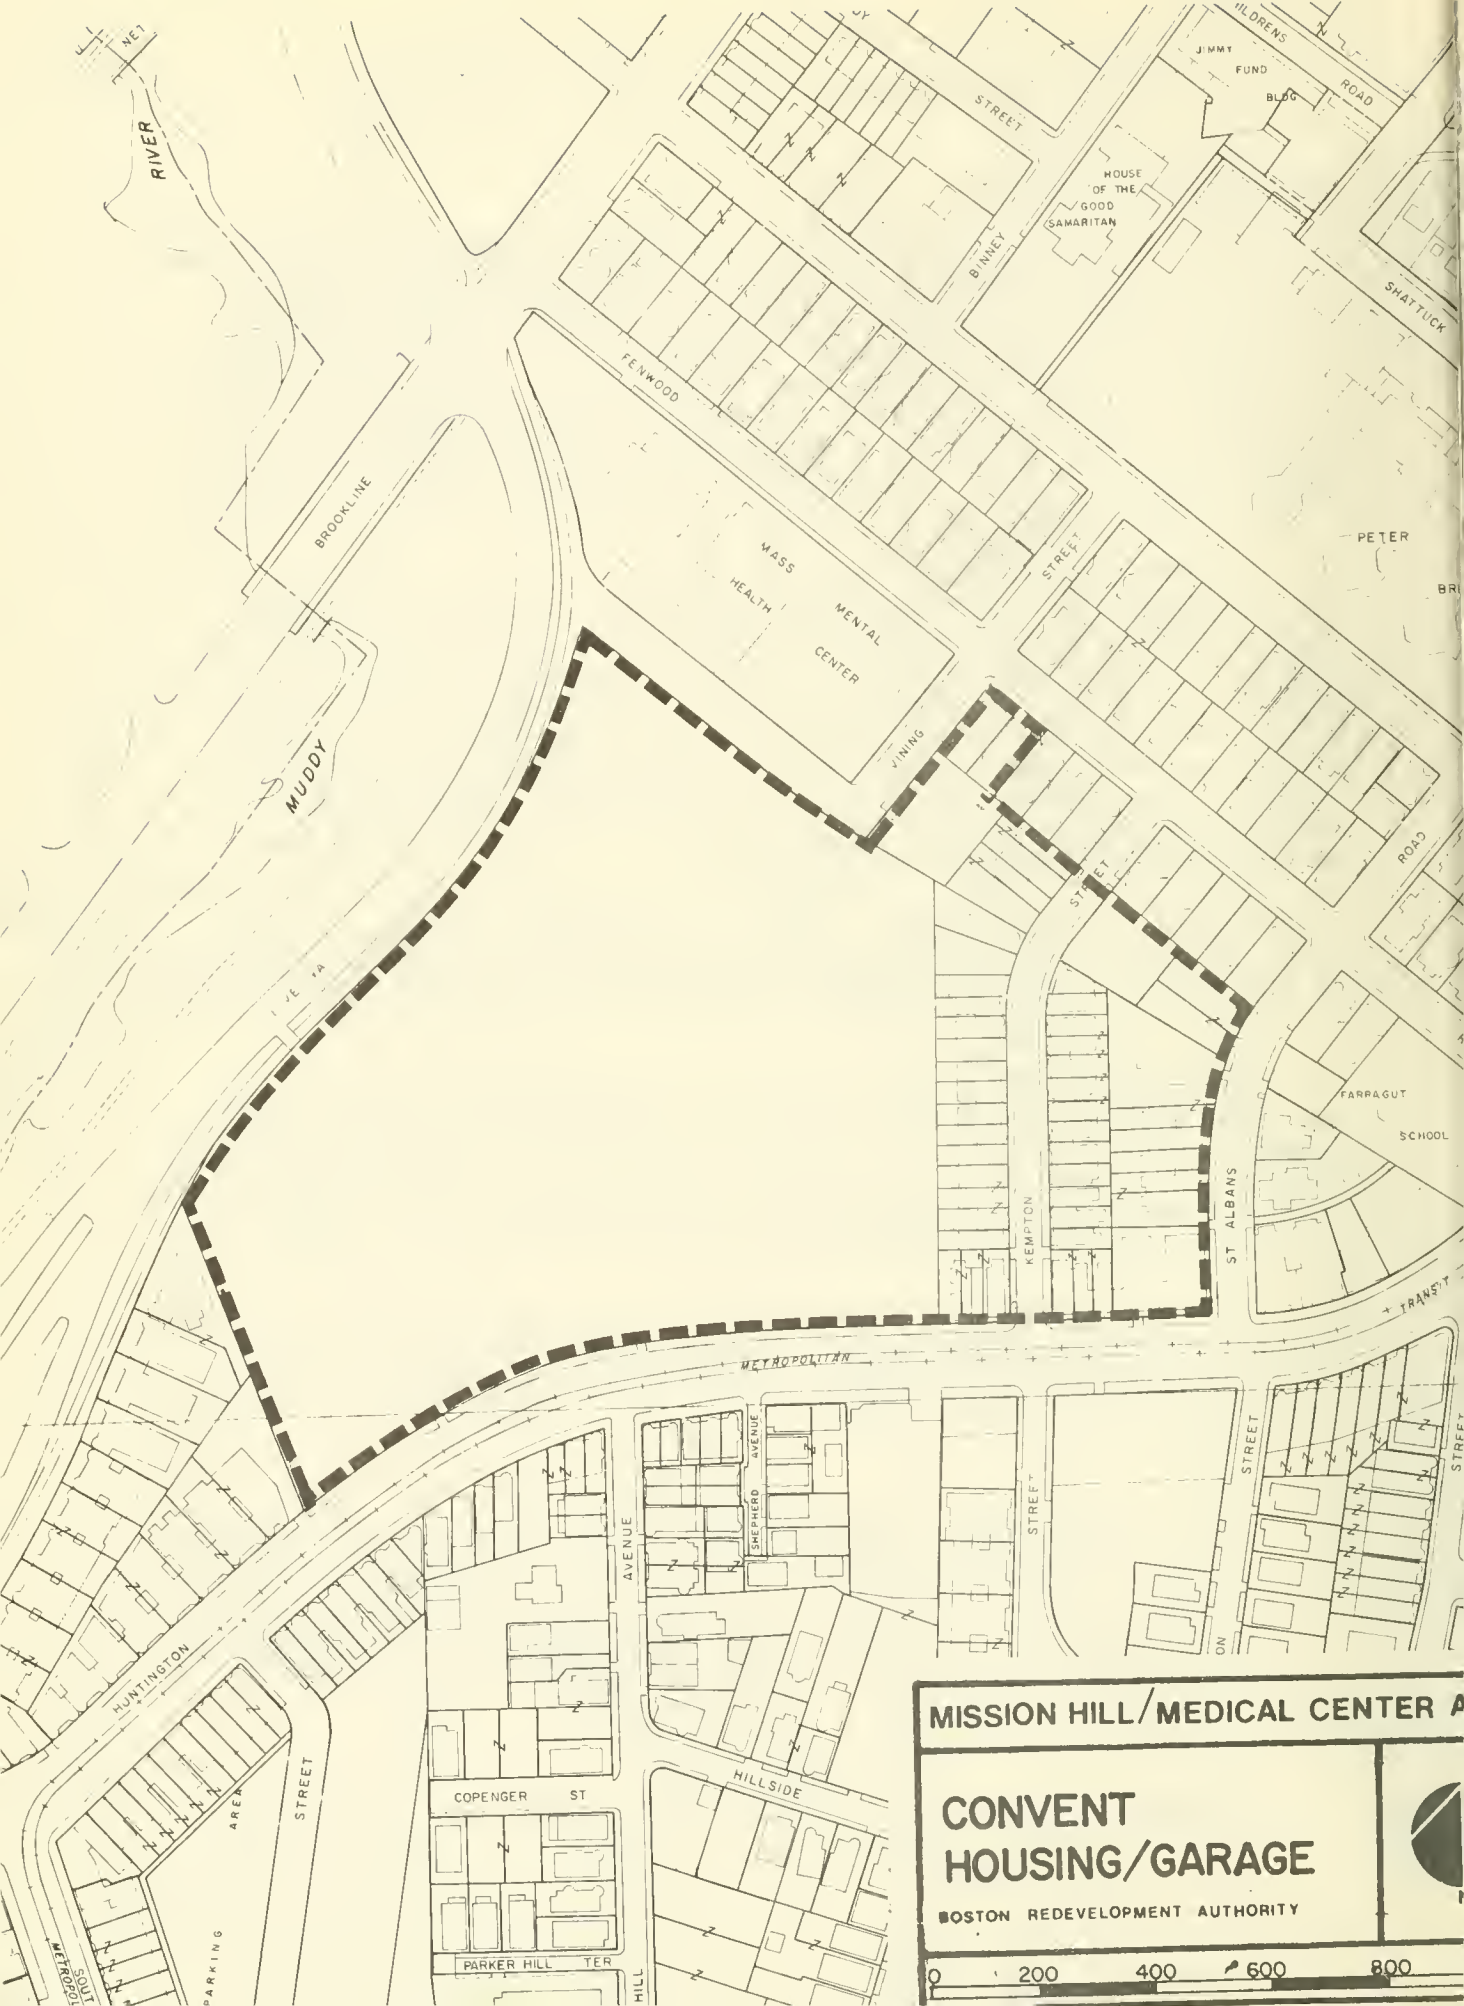 RIVER
STREET
CHILDRENS
ROAD
JIMMY
FUND
BLDG
HOUSE
OF THE
GOOD
SAMARITAN
BINNEY
SHATTUCK
FENWOOD
BROOKLINE
MASS
MENTAL
HEALTH
CENTER
STREET
PETER
VINING
MUDDY
ROAD
STREET
FARRAGUT
SCHOOL
ST ALBANS
KEMPTON
TRANSIT
METROPOLITAN
AVENUE
SHEPHERD AVENUE
STREET
STREET
STREET
HUNTINGTON
STREET
AREA
PARKING
COPENGER ST
HILLSIDE
PARKER HILL TER
HILL
MISSION HILL/MEDICAL CENTER A
CONVENT
HOUSING/GARAGE
BOSTON REDEVELOPMENT AUTHORITY
0 200 400 600 800